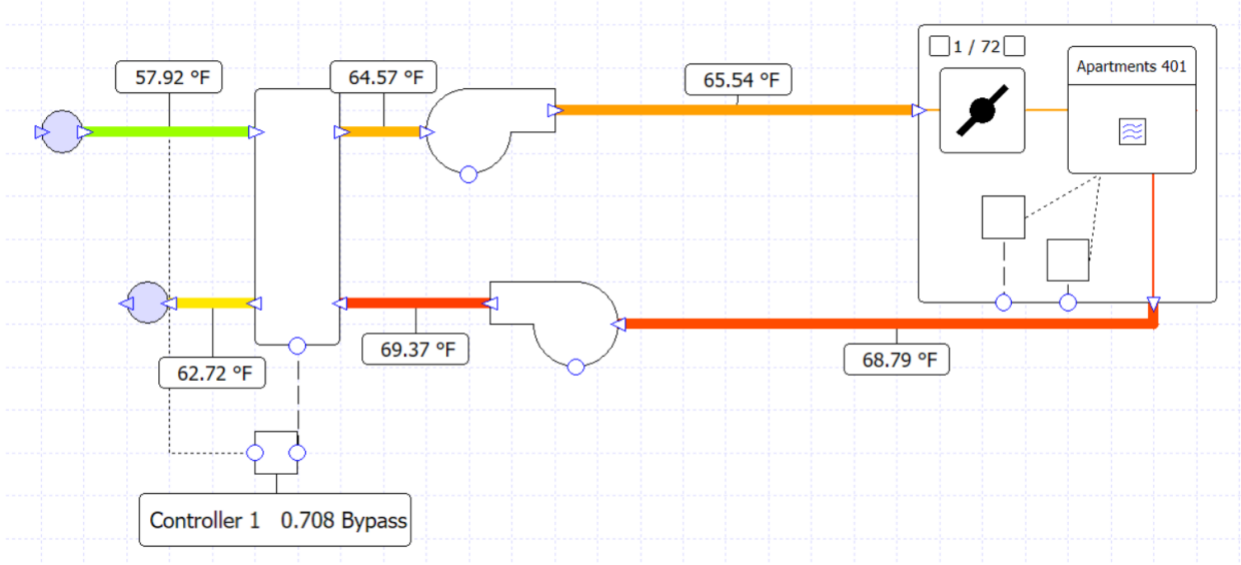 57.92 °F
64.57 °F
65.54 °F
1 / 72
Apartments 401
62.72 °F
69.37 °F
68.79 °F
Controller 1 0.708 Bypass